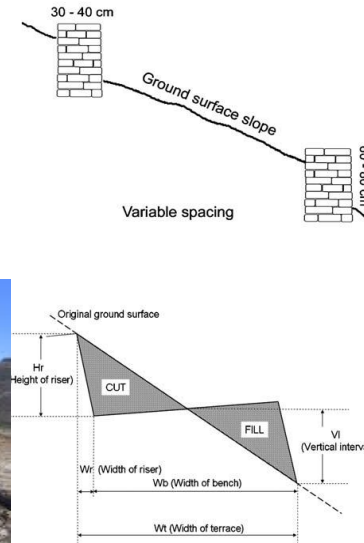 30 - 40 cm
Ground surface slope
Variable spacing
Original ground surface
Hr
Height of riser)
CUT
FILL
VI
(Vertical interv
Wr (Width of riser)
Wb (Width of bench)
Wt (Width of terrace)